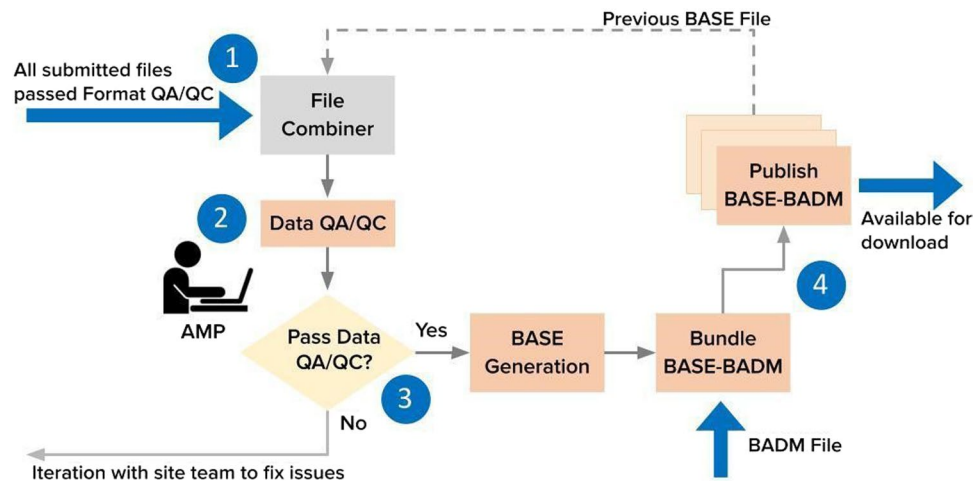 Previous BASE File
1
All submitted files
passed Format QA/QC
File
Combiner
Publish
BASE-BADM
2
Data QA/QC
Available for
download
4
AMP
Pass Data
QA/QC?
Yes
BASE
Generation
Bundle
BASE-BADM
3
No
BADM File
Iteration with site team to fix issues